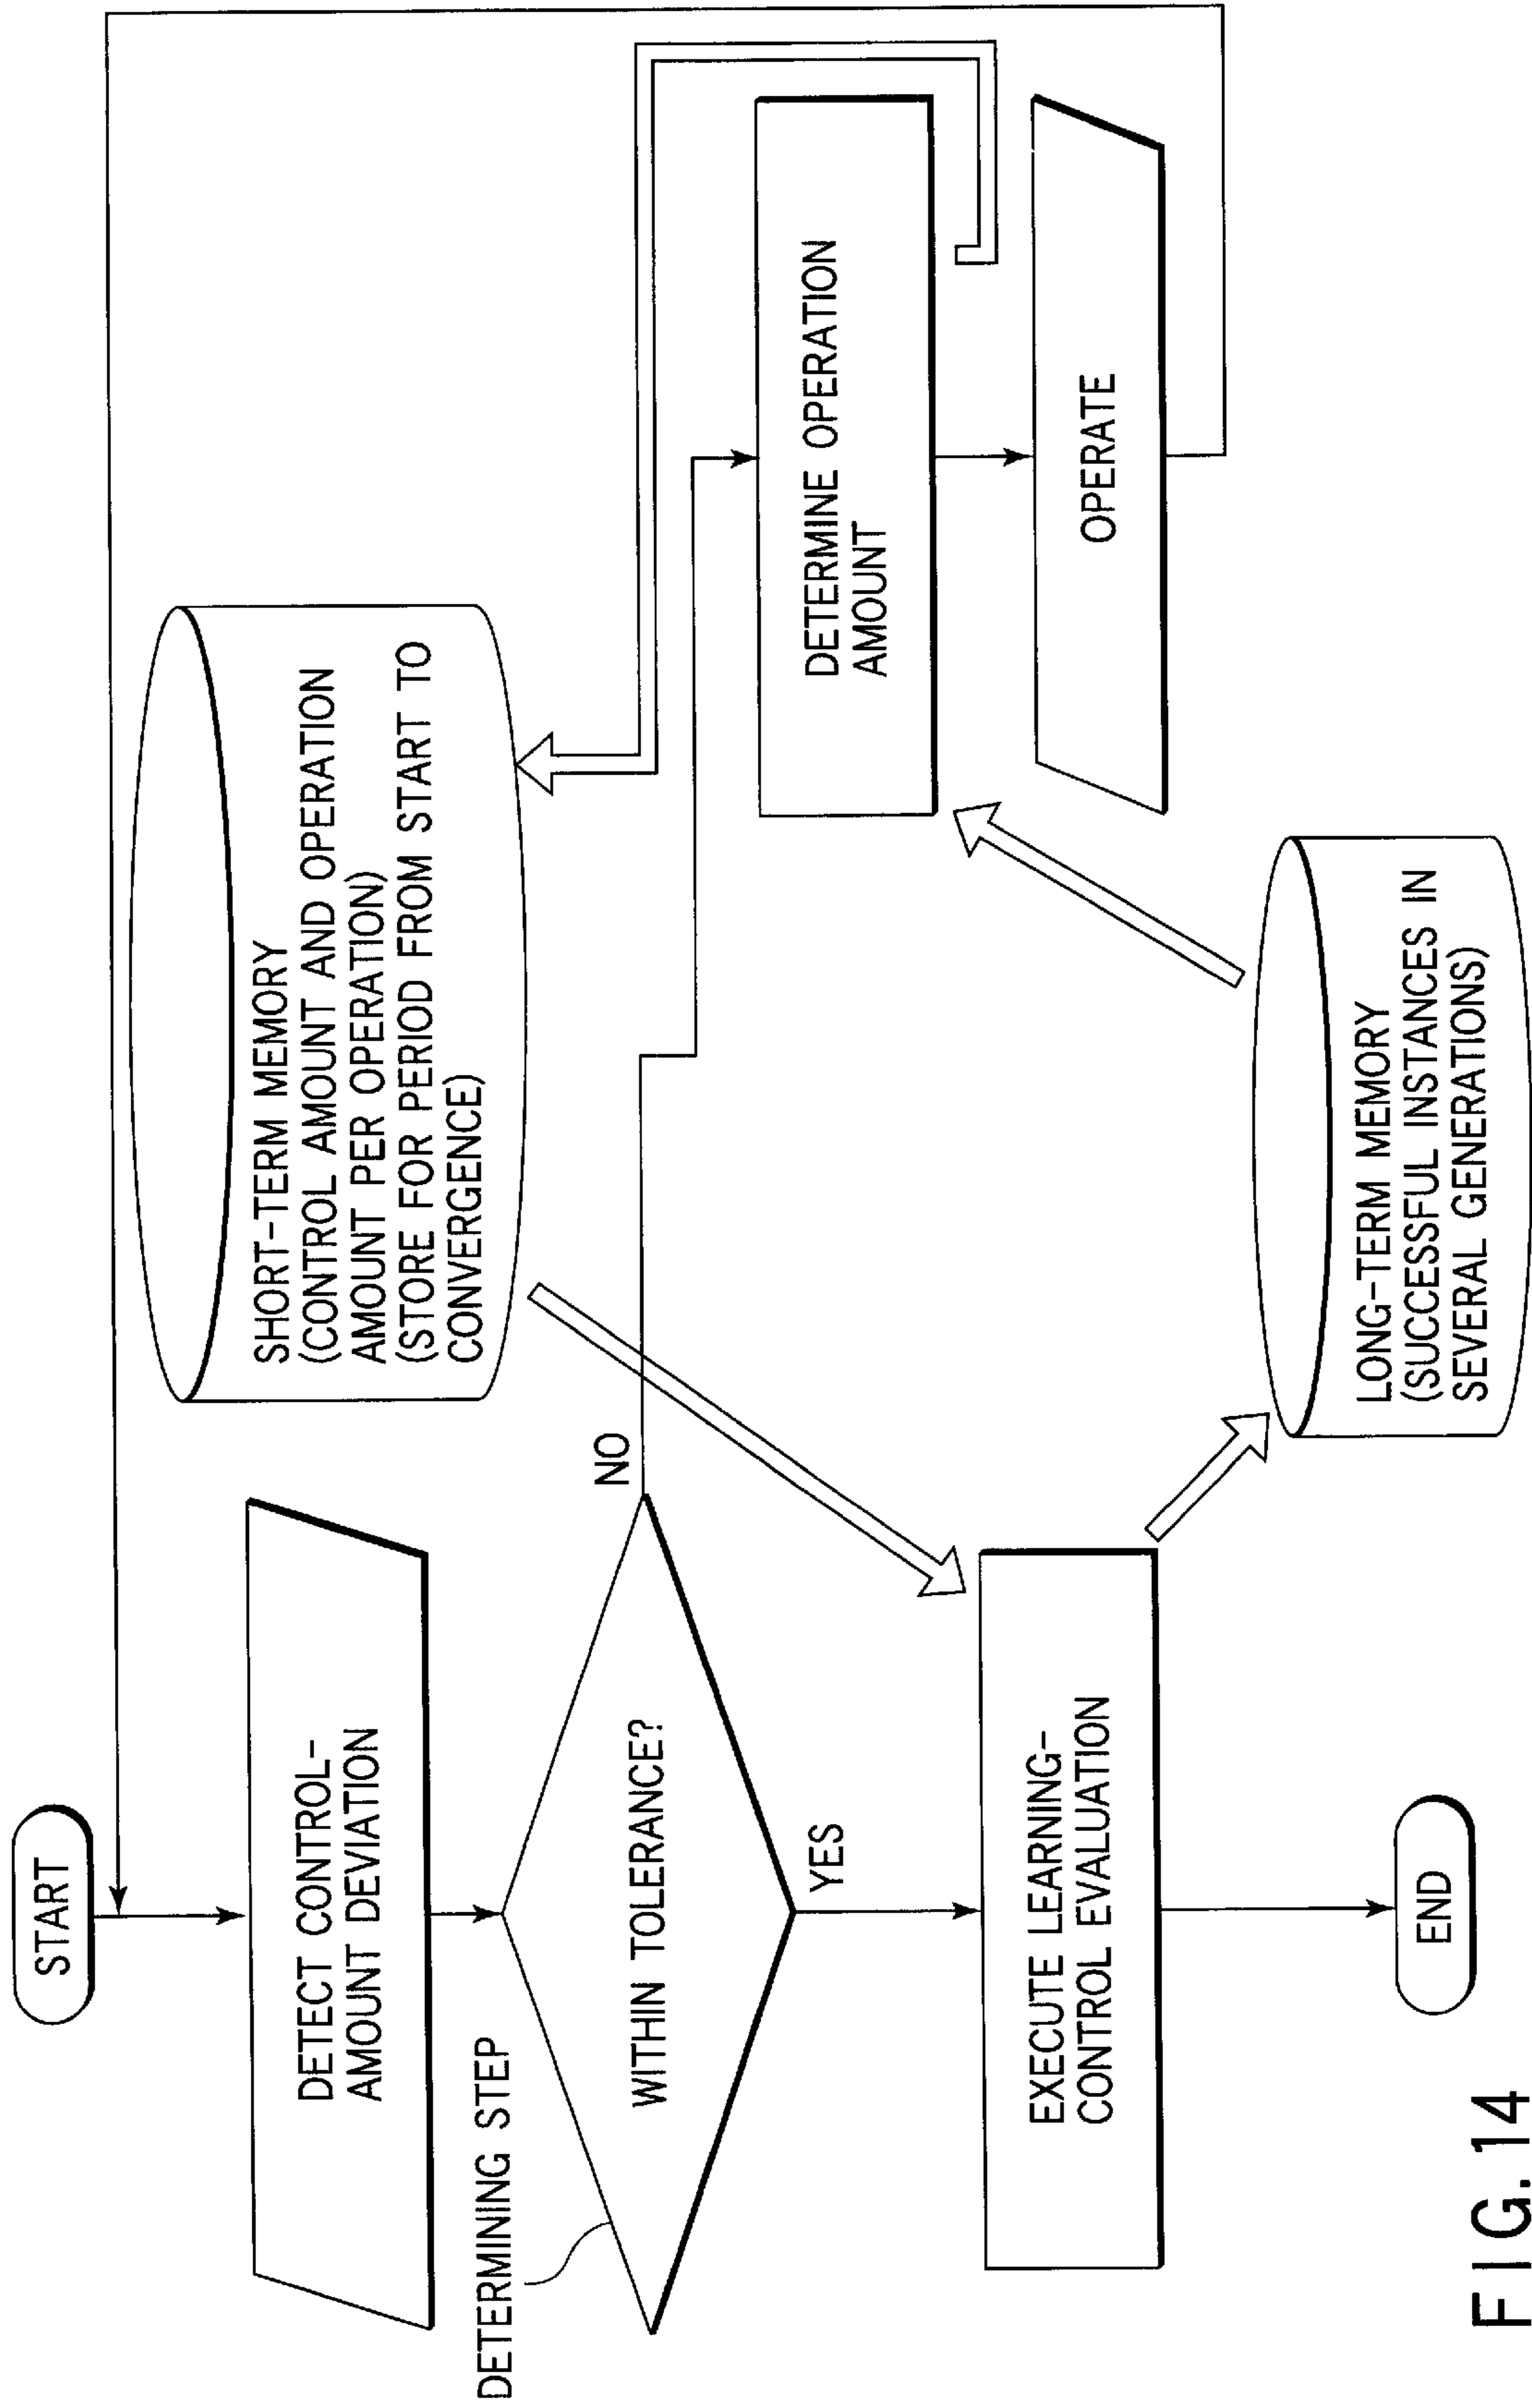 START
DETECT CONTROL-
AMOUNT DEVIATION
DETERMINING STEP
WITHIN TOLERANCE?
NO
YES
EXECUTE LEARNING-
CONTROL EVALUATION
END
SHORT-TERM MEMORY
(CONTROL AMOUNT AND OPERATION
AMOUNT PER OPERATION)
(STORE FOR PERIOD FROM START TO
CONVERGENCE)
DETERMINE OPERATION
AMOUNT
OPERATE
LONG-TERM MEMORY
(SUCCESSFUL INSTANCES IN
SEVERAL GENERATIONS)
FIG.14